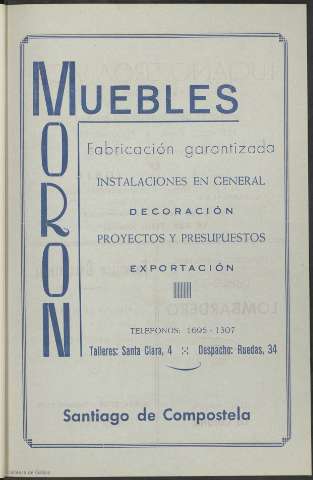 MUEBLES
MORON
Fabricación garantizada
INSTALACIONES EN GENERAL
DECORACIÓN
PROYECTOS Y PRESUPUESTOS
EXPORTACIÓN
TELEFONOS: 1695 - 1307
Talleres: Santa Clara, 4 Despacho: Ruedas, 34
Santiago de Compostela